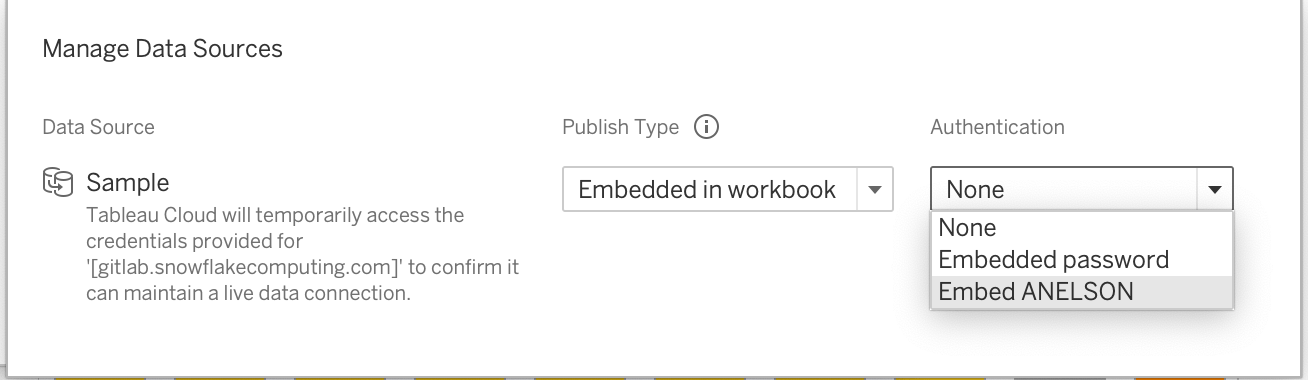 Manage Data Sources
Data Source
Publish Type
Authentication
Sample
Embedded in workbook
None
Tableau Cloud will temporarily access the
credentials provided for
'[gitlab.snowflakecomputing.com]' to confirm it
can maintain a live data connection.
None
Embedded password
Embed ANELSON